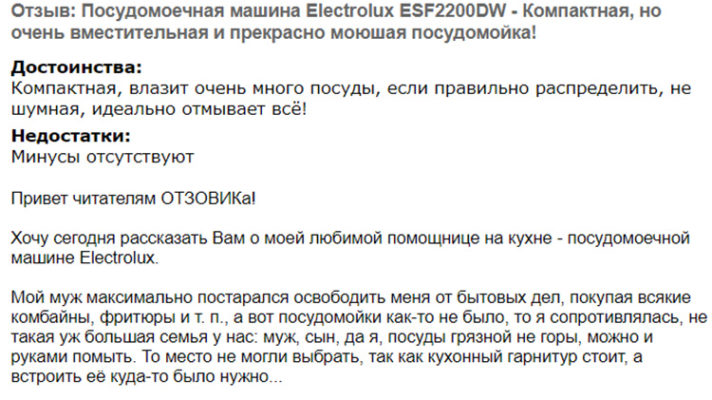 Отзыв: Посудомоечная машина Electrolux ESF2200DW - Компактная, но
очень вместительная и прекрасно моюшая посудомойка!
Достоинства:
Компактная, влазит очень много посуды, если правильно распределить, не
шумная, идеально отмывает всё!
Недостатки:
Минусы отсутствуют
Привет читателям ОТЗОВИКа!
Хочу сегодня рассказать Вам о моей любимой помощнице на кухне - посудомоечной
машине Electrolux.
Мой муж максимально постарался освободить меня от бытовых дел, покупая всякие
комбайны, фритюры и т. п., а вот посудомойки как-то не было, то я сопротивлялась, не
такая уж большая семья у нас: муж, сын, да я, посуды грязной не горы, можно и
руками помыть. То место не могли выбрать, так как кухонный гарнитур стоит, а
встроить её куда-то было нужно...